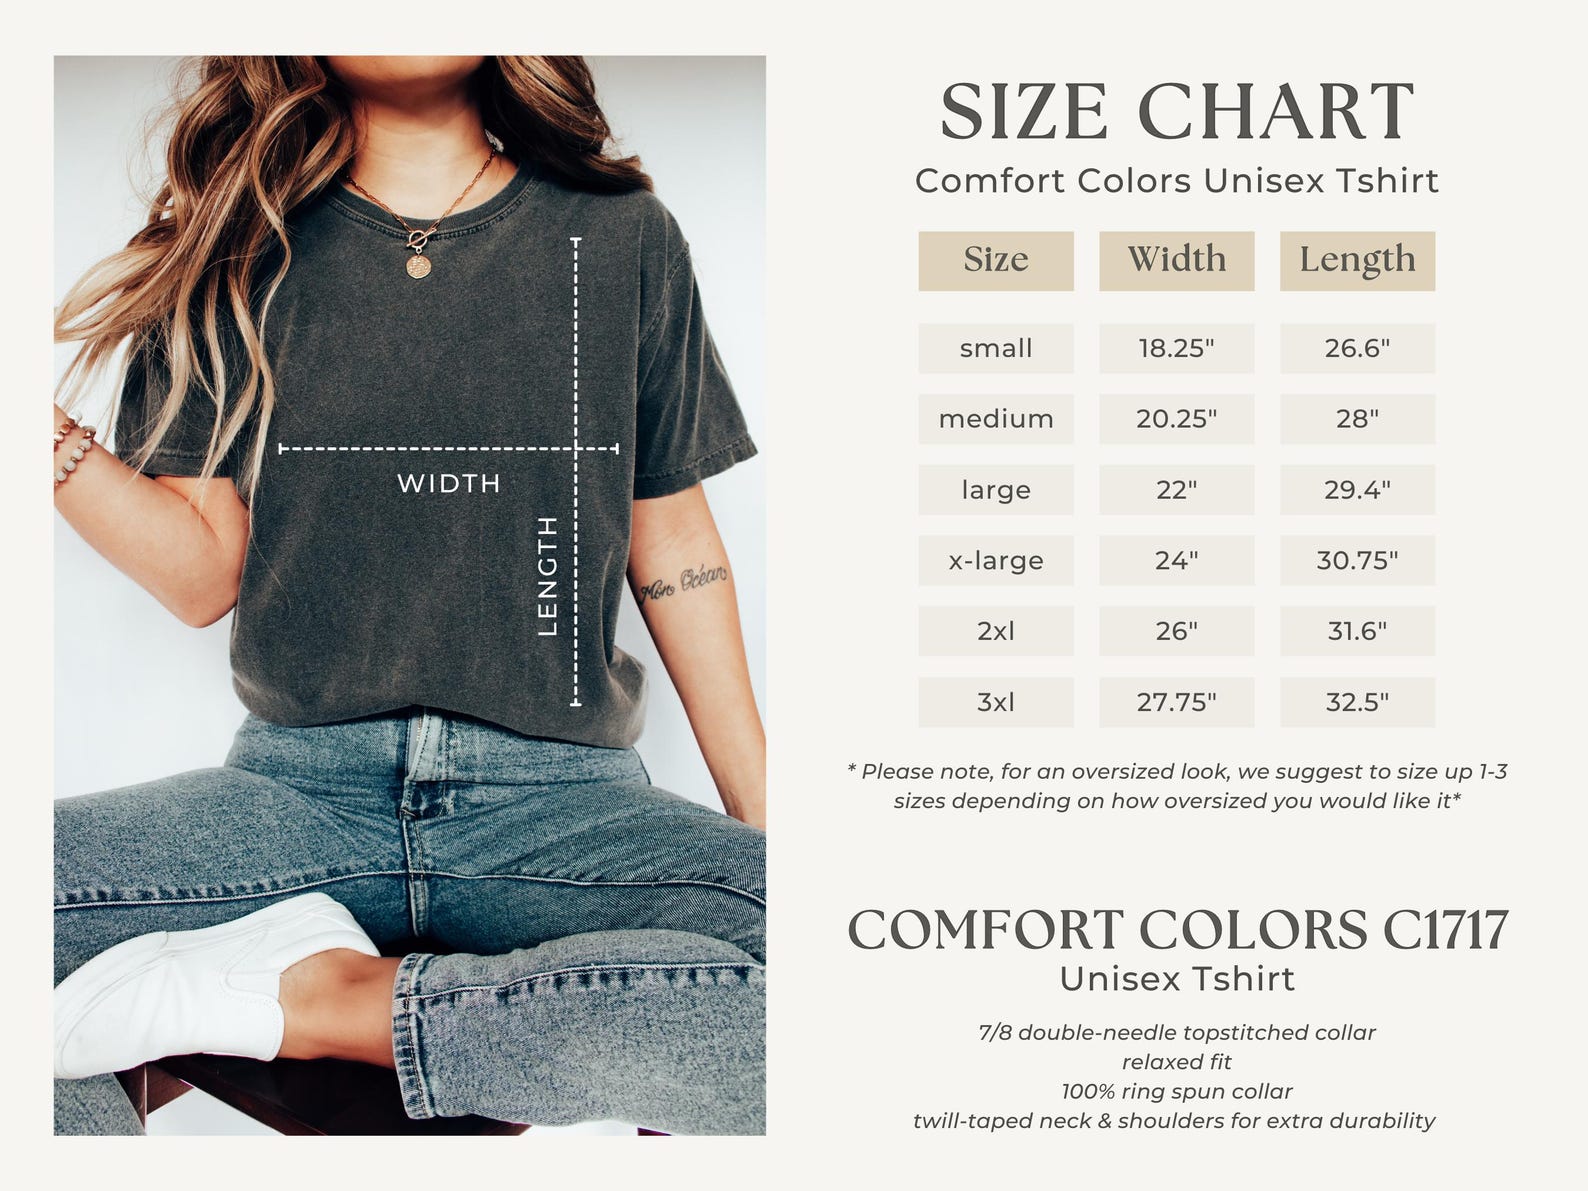 SIZE CHART
Comfort Colors Unisex Tshirt
Size Width Length
small 18.25" 26.6"
medium 20.25" 28"
large 22" 29.4"
x-large 24" 30.75"
2xl 26" 31.6"
3xl 27.75" 32.5"
* Please note, for an oversized look, we suggest to size up 1-3
sizes depending on how oversized you would like it*
COMFORT COLORS C1717
Unisex Tshirt
7/8 double-needle topstitched collar
relaxed fit
100% ring spun collar
twill-taped neck & shoulders for extra durability
WIDTH
LENGTH
Mon Océan